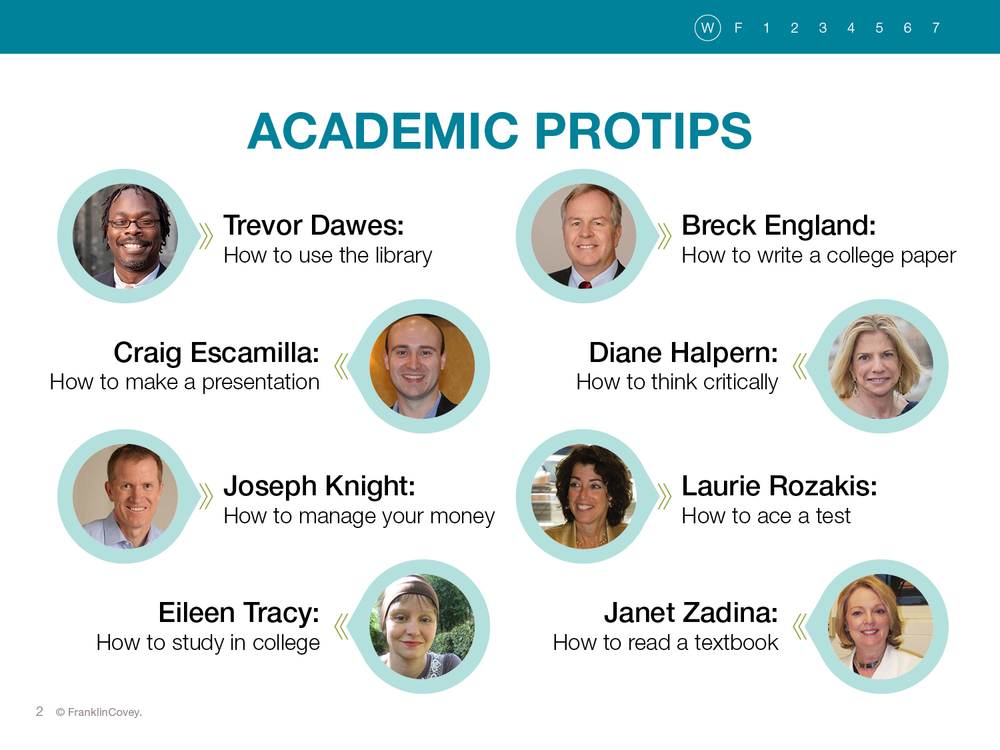 W F 1 2 3 4 5 6 7
ACADEMIC PROTIPS
Trevor Dawes:
How to use the library
Breck England:
How to write a college paper
Craig Escamilla:
How to make a presentation
Diane Halpern:
How to think critically
Joseph Knight:
How to manage your money
Laurie Rozakis:
How to ace a test
Eileen Tracy:
How to study in college
Janet Zadina:
How to read a textbook
2 © FranklinCovey.